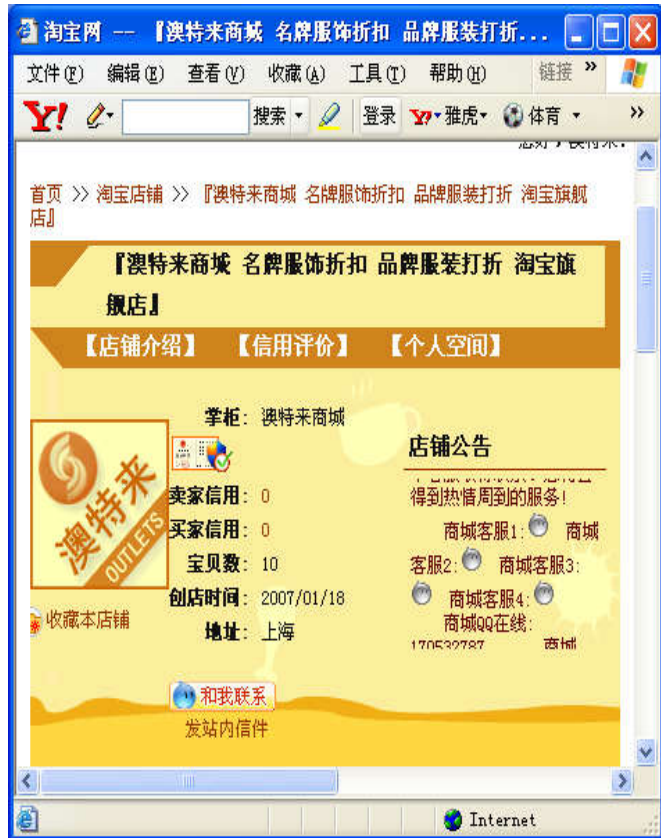 淘宝网 -- 『澳特来商城 名牌服饰折扣 品牌服装打折...
文件(F) 编辑(E) 查看(V) 收藏(A) 工具(T) 帮助(H) 链接 »
Y! 搜索 登录 Y? 雅虎 体育 »
首页 >> 淘宝店铺 >> 『澳特来商城 名牌服饰折扣 品牌服装打折 淘宝旗舰
店』
『澳特来商城 名牌服饰折扣 品牌服装打折 淘宝旗
舰店』
【店铺介绍】 【信用评价】 【个人空间】
掌柜: 澳特来商城
澳特来
OUTLETS
卖家信用: 0
买家信用: 0
宝贝数: 10
创店时间: 2007/01/18
地址: 上海
收藏本店铺
和我联系
发站内信件
店铺公告
得到热情周到的服务!
商城客服1: 商城
客服2: 商城客服3:
商城客服4:
商城QQ在线:
170532787 商城
Internet